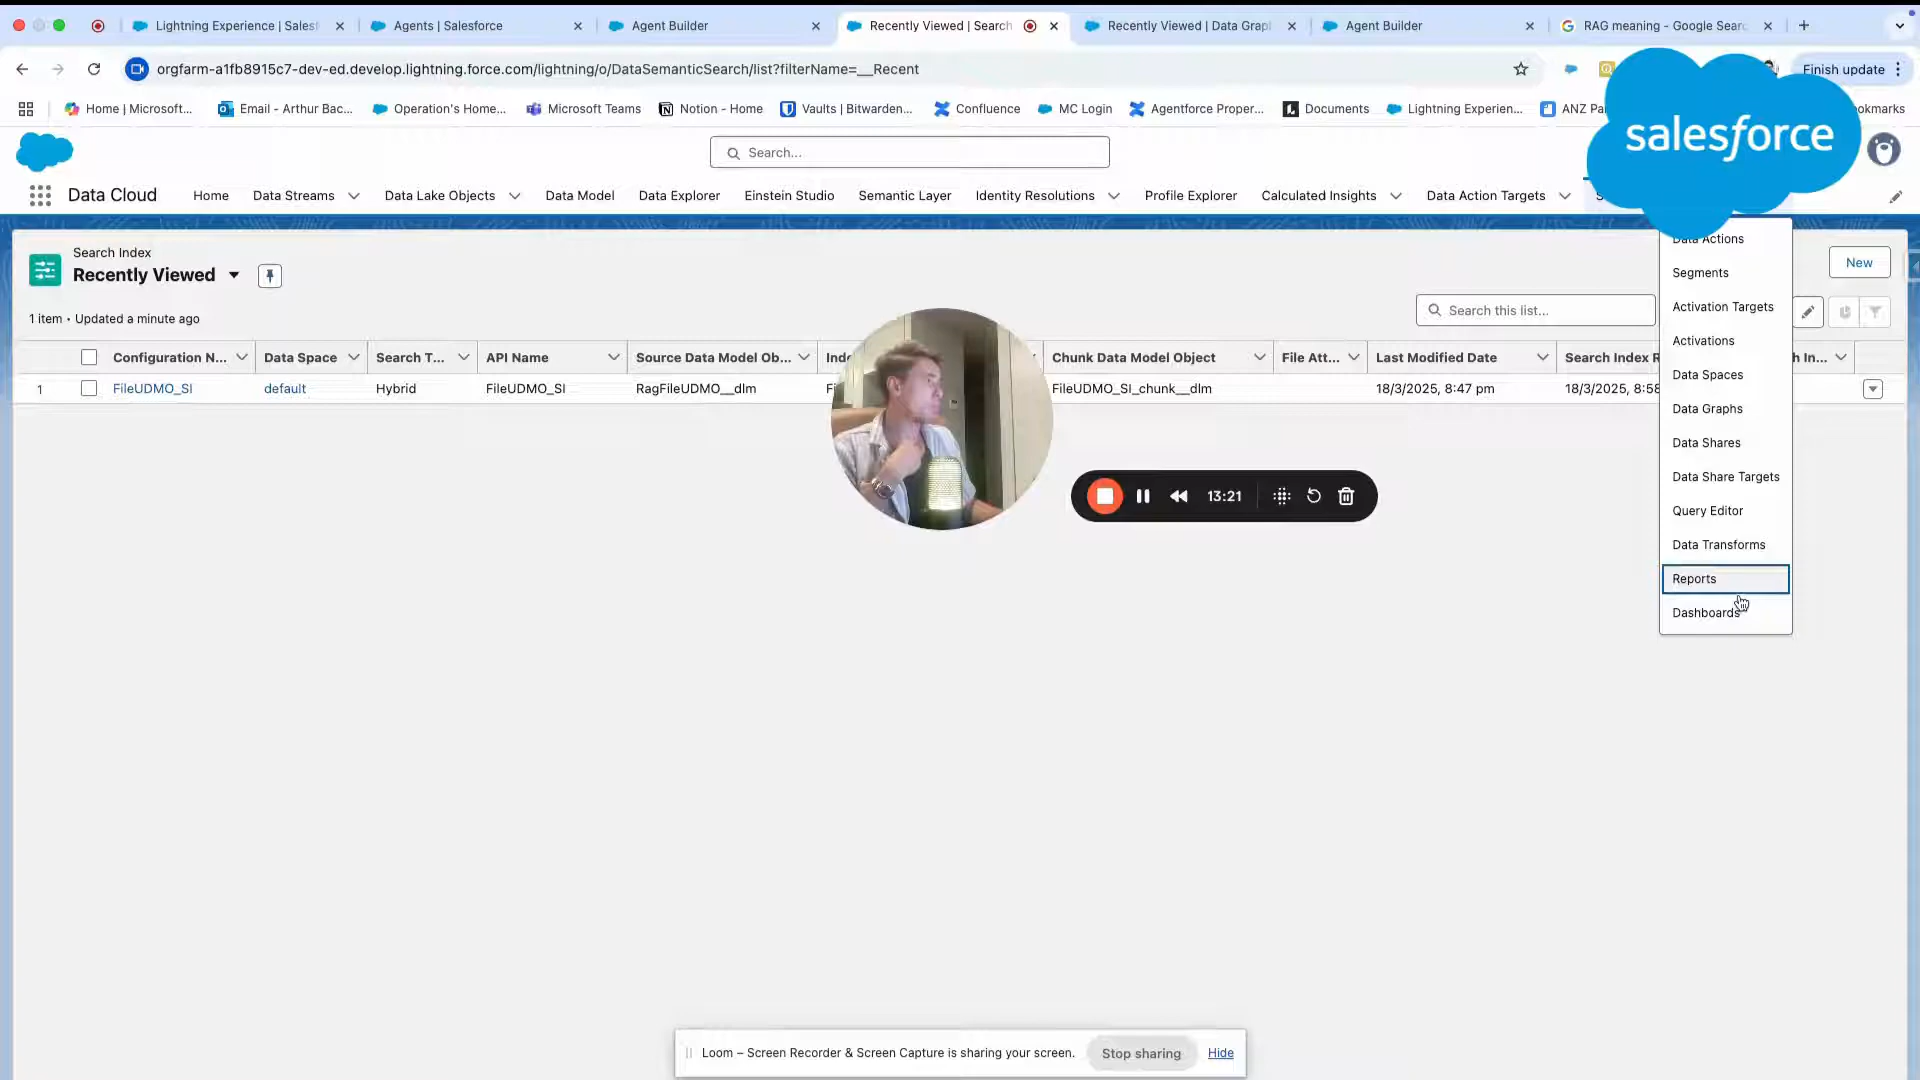 Lightning Experience | Sales
Agents | Salesforce
Agent Builder
Recently Viewed | Search
Recently Viewed | Data Grap
Agent Builder
RAG meaning - Google Searc
orgfarm-a1fb8915c7-dev-ed.develop.lightning.force.com/lightning/o/DataSemanticSearch/list?filterName=__Recent
Finish update
Home | Microsoft...
Email - Arthur Bac...
Operation's Home...
Microsoft Teams
Notion - Home
Vaults | Bitwarden...
Confluence
MC Login
Agentforce Proper...
Documents
Lightning Experien...
ANZ Pa
okmarks
salesforce
Search...
Data Cloud
Home
Data Streams
Data Lake Objects
Data Model
Data Explorer
Einstein Studio
Semantic Layer
Identity Resolutions
Profile Explorer
Calculated Insights
Data Action Targets
Search Index
Recently Viewed
New
1 item • Updated a minute ago
Search this list...
Configuration N...
Data Space
Search T...
API Name
Source Data Model Ob...
Inde
Chunk Data Model Object
File Att...
Last Modified Date
Search Index R
h In...
1
FileUDMO_SI
default
Hybrid
FileUDMO_SI
RagFileUDMO__dlm
Fi
FileUDMO_SI_chunk__dlm
18/3/2025, 8:47 pm
18/3/2025, 8:58
Data Actions
Segments
Activation Targets
Activations
Data Spaces
Data Graphs
Data Shares
Data Share Targets
Query Editor
Data Transforms
Reports
Dashboards
13:21
Loom – Screen Recorder & Screen Capture is sharing your screen.
Stop sharing
Hide